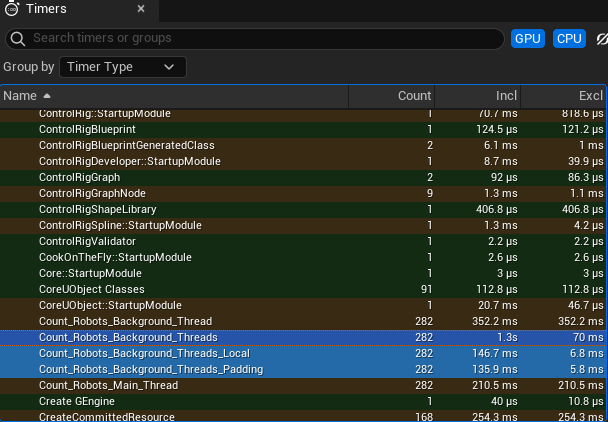 Timers ×
Search timers or groups GPU CPU
Group by Timer Type
Name Count Incl Excl
ControlRig::StartupModule 1 70.7 ms 818.6 µs
ControlRigBlueprint 1 124.5 µs 121.2 µs
ControlRigBlueprintGeneratedClass 2 6.1 ms 1 ms
ControlRigDeveloper::StartupModule 1 8.7 ms 39.9 µs
ControlRigGraph 2 92 µs 86.3 µs
ControlRigGraphNode 9 1.3 ms 1.1 ms
ControlRigShapeLibrary 1 406.8 µs 406.8 µs
ControlRigSpline::StartupModule 1 1.3 ms 4.2 µs
ControlRigValidator 1 2.2 µs 2.2 µs
CookOnTheFly::StartupModule 1 2.6 µs 2.6 µs
Core::StartupModule 1 3 µs 3 µs
CoreUObject Classes 91 112.8 µs 112.8 µs
CoreUObject::StartupModule 1 20.7 ms 46.7 µs
Count_Robots_Background_Thread 282 352.2 ms 352.2 ms
Count_Robots_Background_Threads 282 1.3s 70 ms
Count_Robots_Background_Threads_Local 282 146.7 ms 6.8 ms
Count_Robots_Background_Threads_Padding 282 135.9 ms 5.8 ms
Count_Robots_Main_Thread 282 210.5 ms 210.5 ms
Create GEngine 1 40 µs 10.8 µs
CreateCommittedResource 168 254.3 ms 254.3 ms